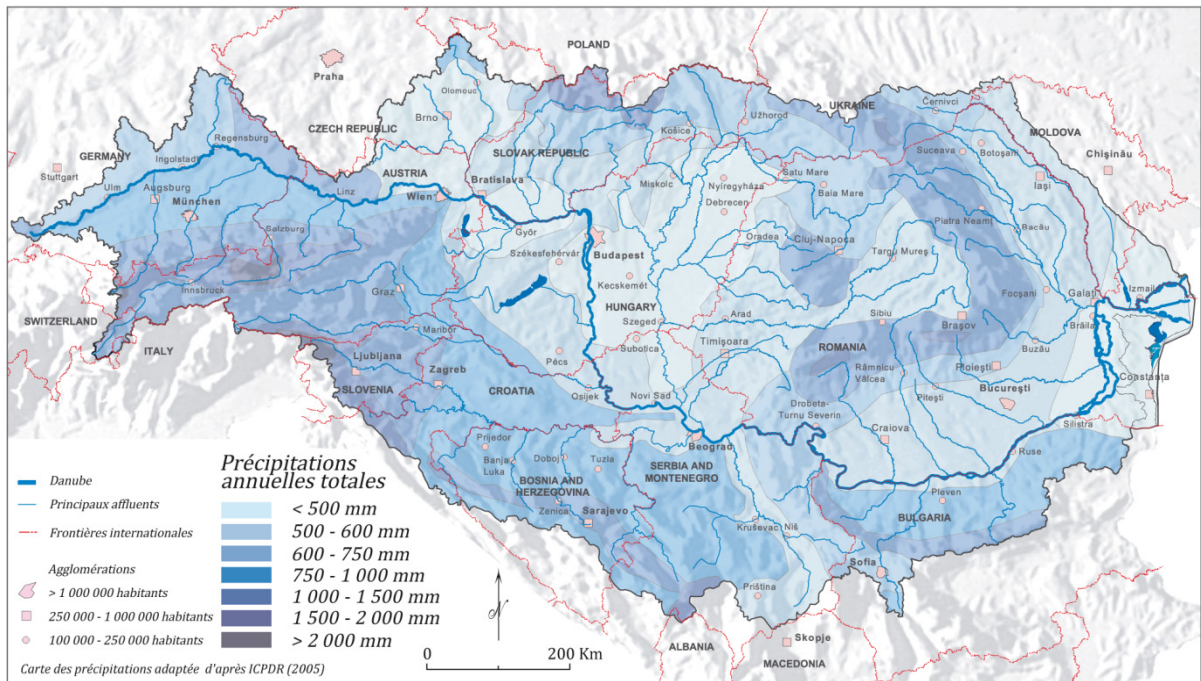 POLAND
Praha
Olomouc
Brno
CZECH REPUBLIC
UKRAINE
Černivci
Užhorod
Košice
MOLDOVA
Regensburg
SLOVAK REPUBLIC
Suceava
Botoşani
Chişinău
GERMANY
Ingolstadt
Stuttgart
Ulm
Augsburg
München
Linz
AUSTRIA
Wien
Bratislava
Miskolc
Nyíregyháza
Debrecen
Satu Mare
Baia Mare
Iaşi
Piatra Neamţ
Bacău
Salzburg
Győr
Budapest
Székesfehérvár
Oradea
Cluj-Napoca
Targu Mureş
Innsbruck
Graz
Kecskemét
HUNGARY
Focşani
Galaţi
Izmajil
SWITZERLAND
ITALY
Maribor
Szeged
Arad
Sibiu
Braşov
Brăila
Ljubljana
SLOVENIA
Zagreb
CROATIA
Pécs
Subotica
Timişoara
ROMANIA
Râmnicu
Vâlcea
Ploieşti
Buzău
Bucureşti
Constanţa
Osijek
Novi Sad
Drobeta-
Turnu Severin
Piteşti
Craiova
Silistra
Beograd
Ruse
Prijedor
Banja
Luka
Doboj
Tuzla
BOSNIA AND
HERZEGOVINA
Zenica
Sarajevo
SERBIA AND
MONTENEGRO
Kruševac
Niš
Pleven
BULGARIA
Sofia
Priština
Skopje
ALBANIA
MACEDONIA
Danube
Principaux affluents
Frontières internationales
Agglomérations
> 1 000 000 habitants
250 000 - 1 000 000 habitants
100 000 - 250 000 habitants
Précipitations
annuelles totales
< 500 mm
500 - 600 mm
600 - 750 mm
750 - 1 000 mm
1 000 - 1 500 mm
1 500 - 2 000 mm
> 2 000 mm
N
0 200 Km
Carte des précipitations adaptée d'après ICPDR (2005)